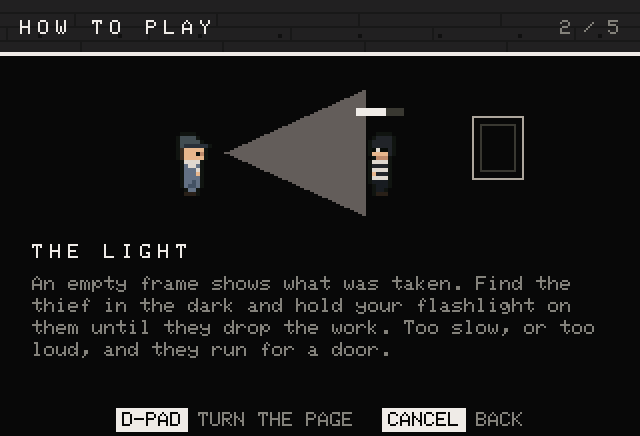 HOW TO PLAY
2 / 5
THE LIGHT
An empty frame shows what was taken. Find the
thief in the dark and hold your flashlight on
them until they drop the work. Too slow, or too
loud, and they run for a door.
D-PAD TURN THE PAGE CANCEL BACK